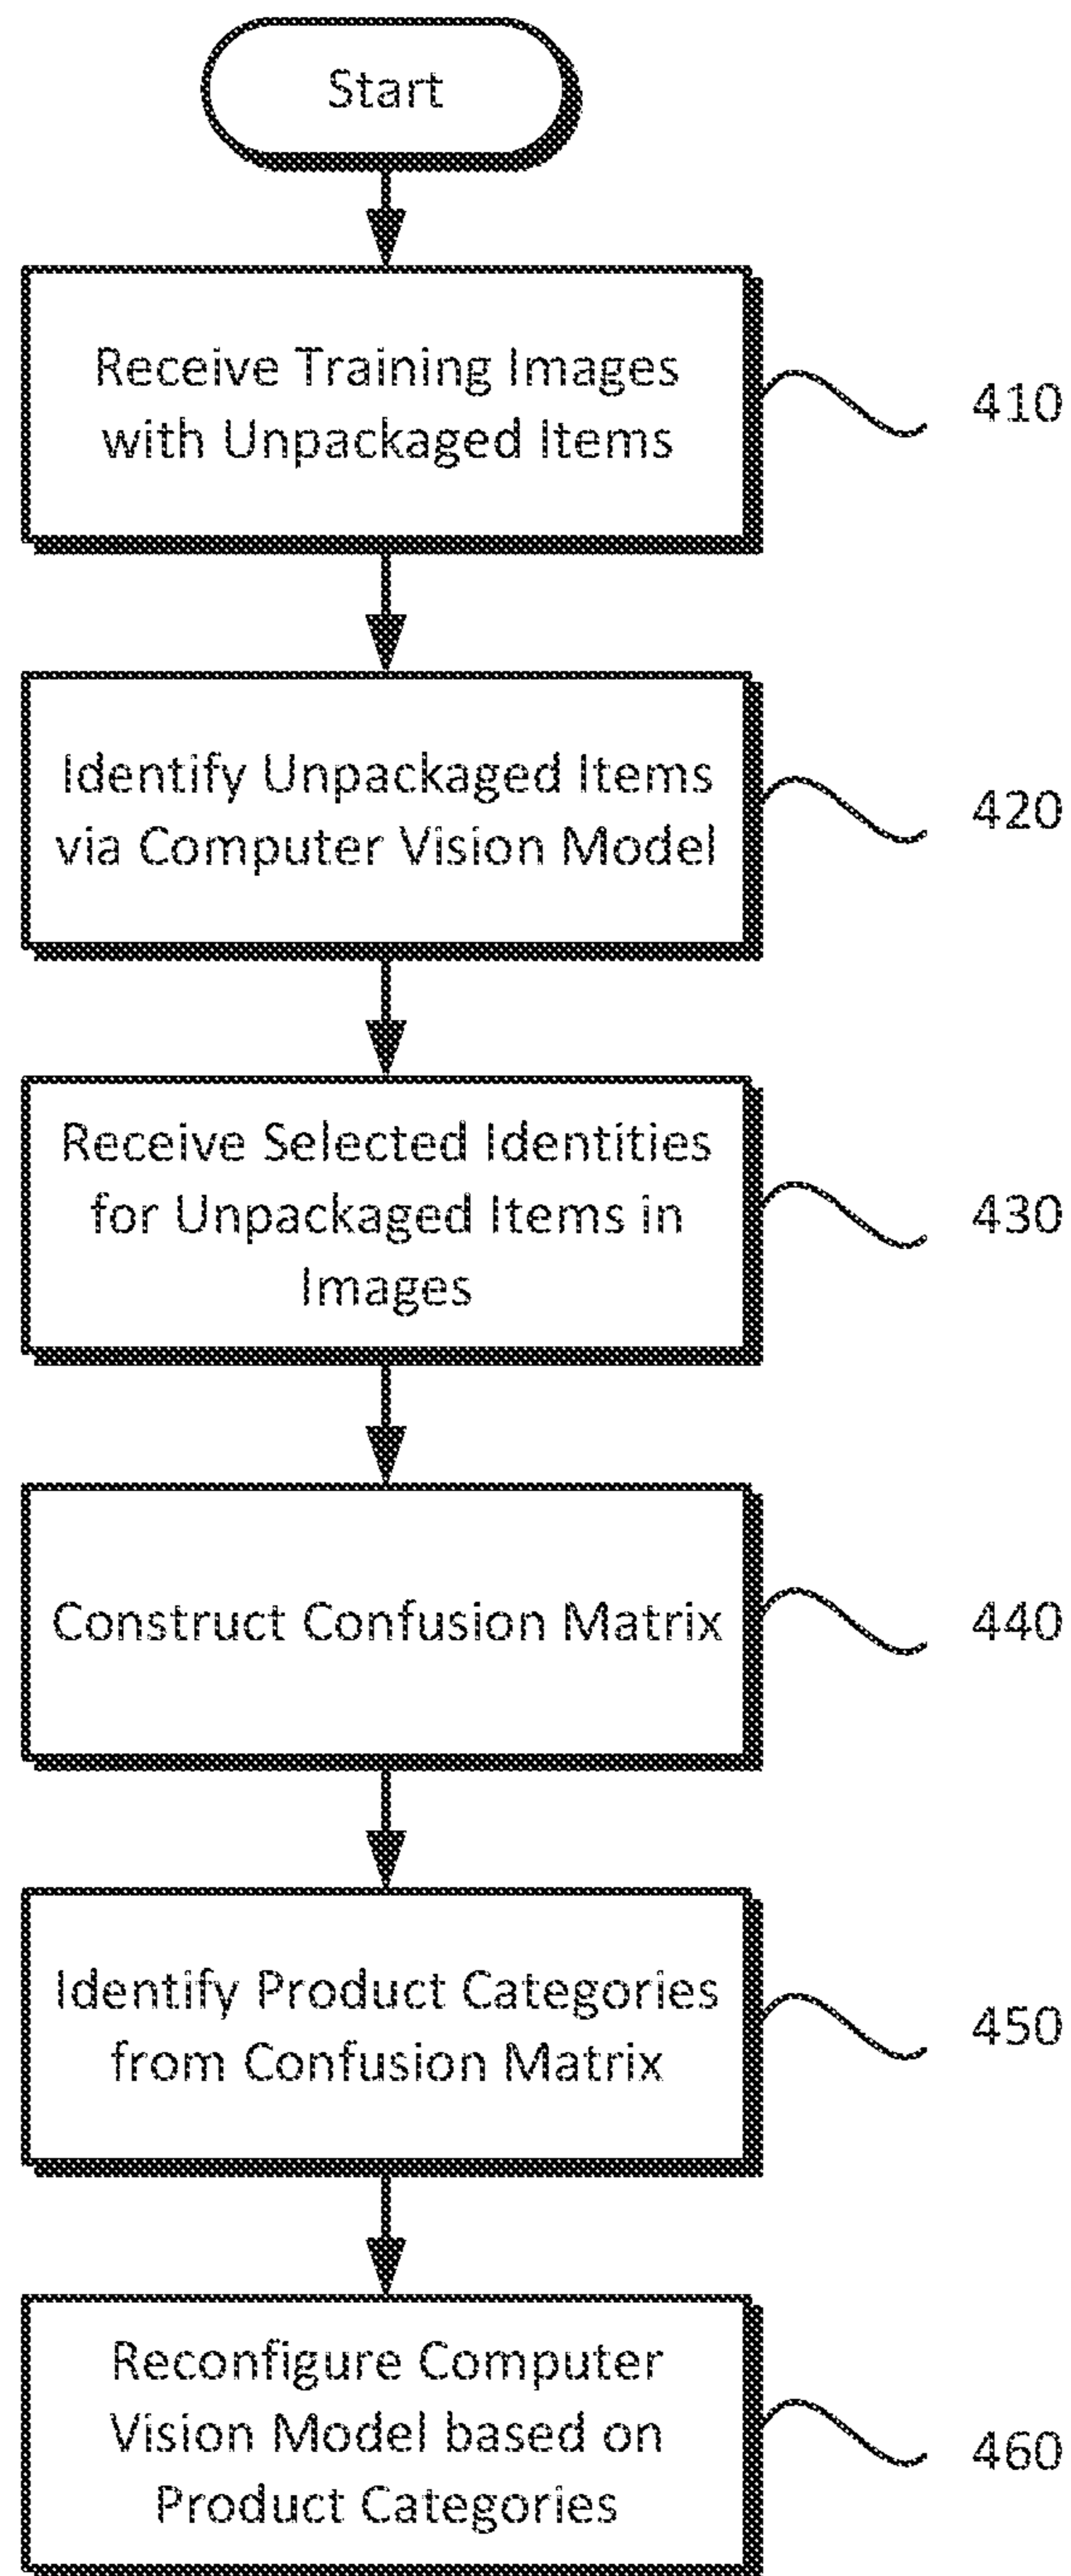 Start
Receive Training Images
with Unpackaged Items
410
Identify Unpackaged Items
via Computer Vision Model
420
Receive Selected Identities
for Unpackaged Items in
Images
430
Construct Confusion Matrix
440
Identify Product Categories
from Confusion Matrix
450
Reconfigure Computer
Vision Model based on
Product Categories
460